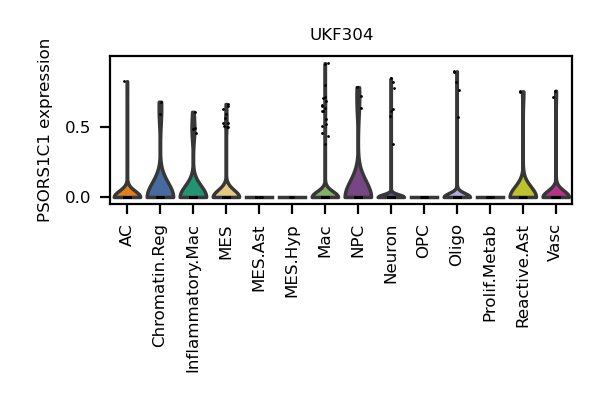 UKF304
PSORS1C1 expression
0.5
0.0
AC
Chromatin.Reg
Inflammatory.Mac
MES
MES.Ast
MES.Hyp
Mac
NPC
Neuron
OPC
Oligo
Prolif.Metab
Reactive.Ast
Vasc